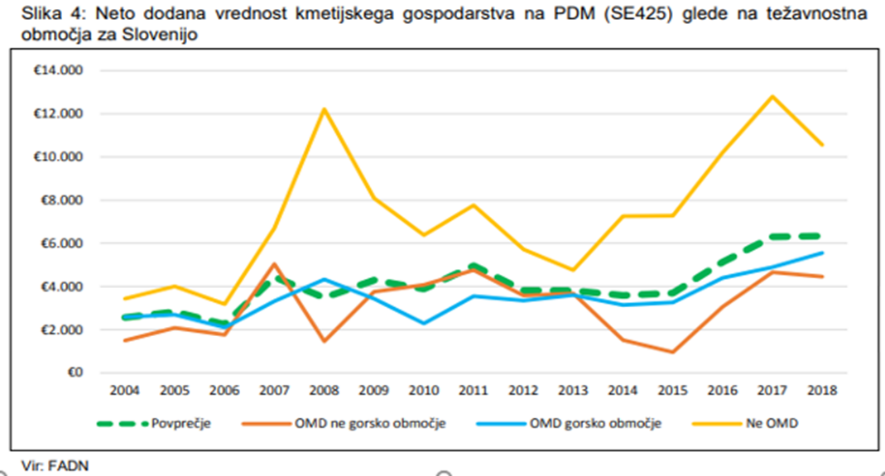 Slika 4: Neto dodana vrednost kmetijskega gospodarstva na PDM (SE425) glede na težavnostna
območja za Slovenijo
€14.000
€12.000
€10.000
€8.000
€6.000
€4.000
€2.000
€0
2004 2005 2006 2007 2008 2009 2010 2011 2012 2013 2014 2015 2016 2017 2018
Povprečje OMD ne gorsko območje OMD gorsko območje Ne OMD
Vir: FADN